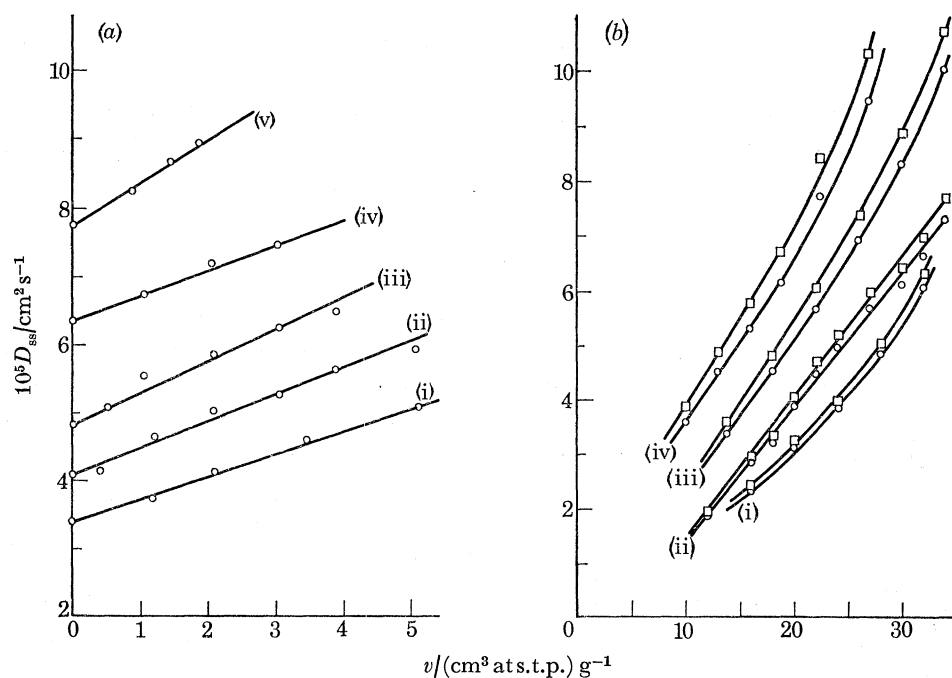 (a)
(b)
10
8
6
4
2
10⁵D_ss/cm² s⁻¹
(v)
(iv)
(iii)
(ii)
(i)
0
1
2
3
4
5
10
8
6
4
2
(iv)
(iii)
(ii)
(i)
0
10
20
30
v/(cm³ at s.t.p.) g⁻¹